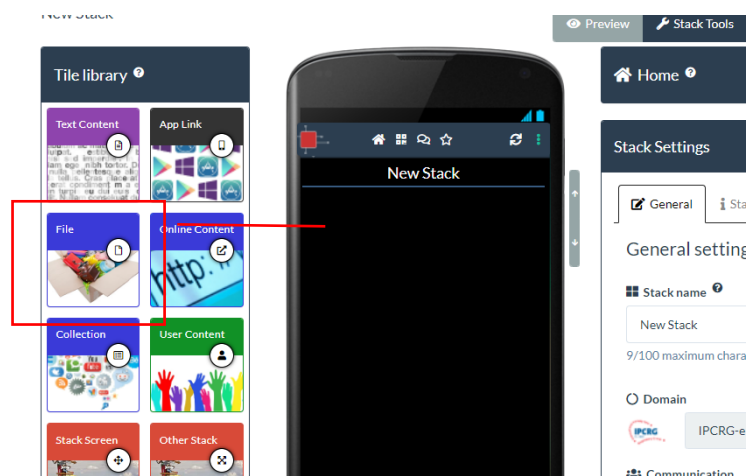 New Stack
Preview
Stack Tools
Tile library
Home
Text Content
App Link
New Stack
Stack Settings
General
Sta
File
Online Content
http:
General setting
Stack name
New Stack
9/100 maximum chara
Collection
User Content
Domain
IPCRG
IPCRG-e
Stack Screen
Other Stack
Communication